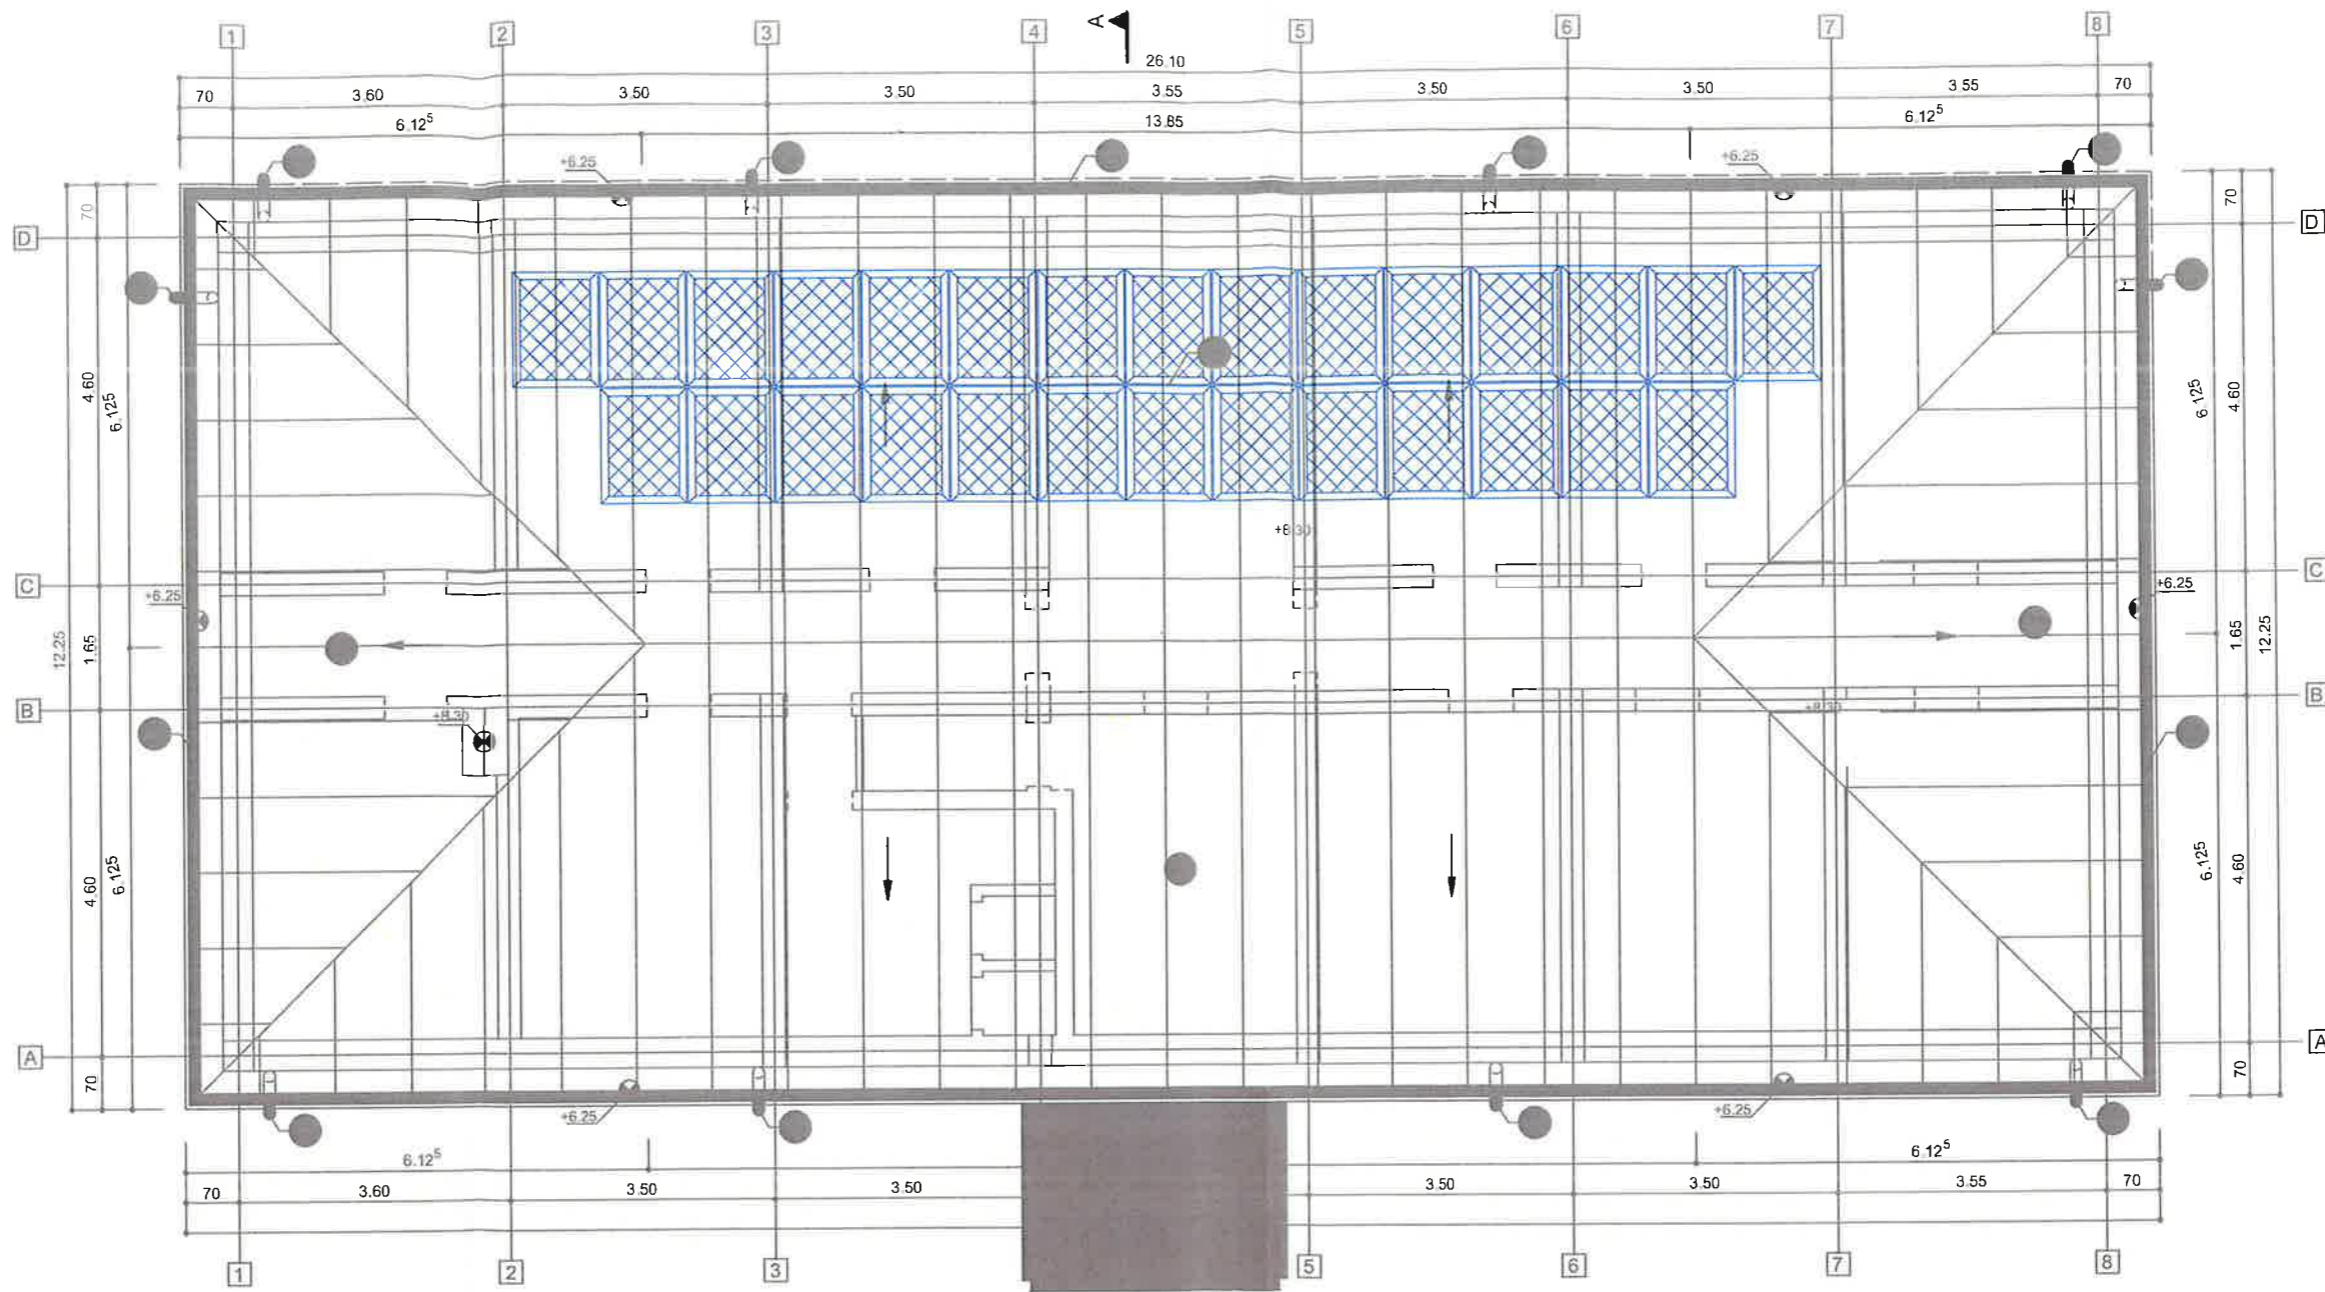 1 2 3 4 A 5 6 7 8
26.10
70 3.60 3.50 3.50 3.55 3.50 3.50 3.55 70
6.12⁵ 13.85 6.12⁵
+6.25 +6.25
70 70
D D
4.60 6.125 6.125 4.60
+8.30
C C
+6.25 +6.25
12.25 1.65 1.65 12.25
B B
+8.30 +8.30
4.60 6.125 6.125 4.60
A A
70 70
+6.25 +6.25
6.12⁵ 6.12⁵
70 3.60 3.50 3.50 3.50 3.55 70
3.50
1 2 3 5 6 7 8